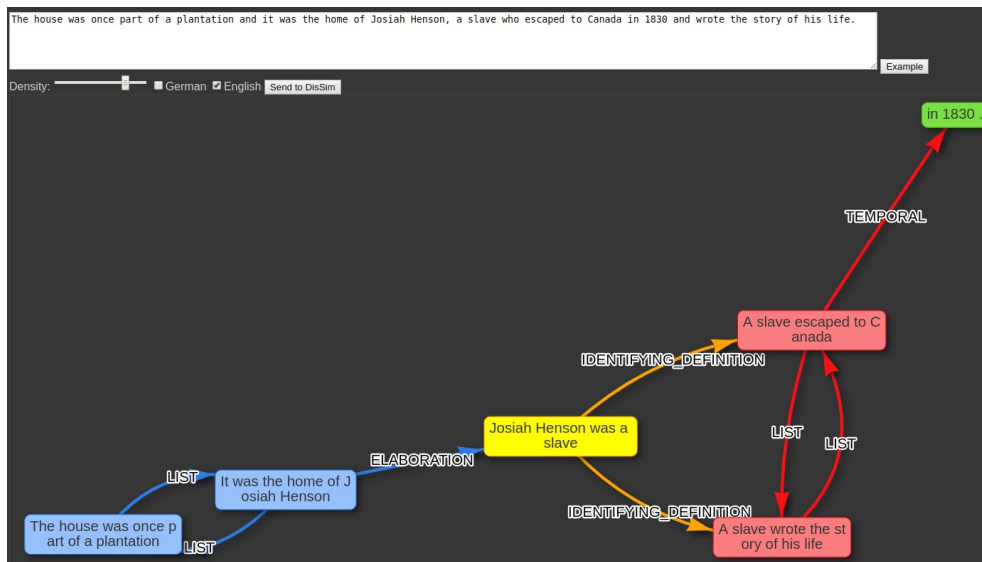 The house was once part of a plantation and it was the home of Josiah Henson, a slave who escaped to Canada in 1830 and wrote the story of his life.
Example
Density:
German
English
Send to DisSim
in 1830 .
TEMPORAL
A slave escaped to C
anada
IDENTIFYING_DEFINITION
Josiah Henson was a
slave
LIST
LIST
ELABORATION
LIST
It was the home of J
osiah Henson
IDENTIFYING_DEFINITION
The house was once p
art of a plantation
LIST
A slave wrote the st
ory of his life